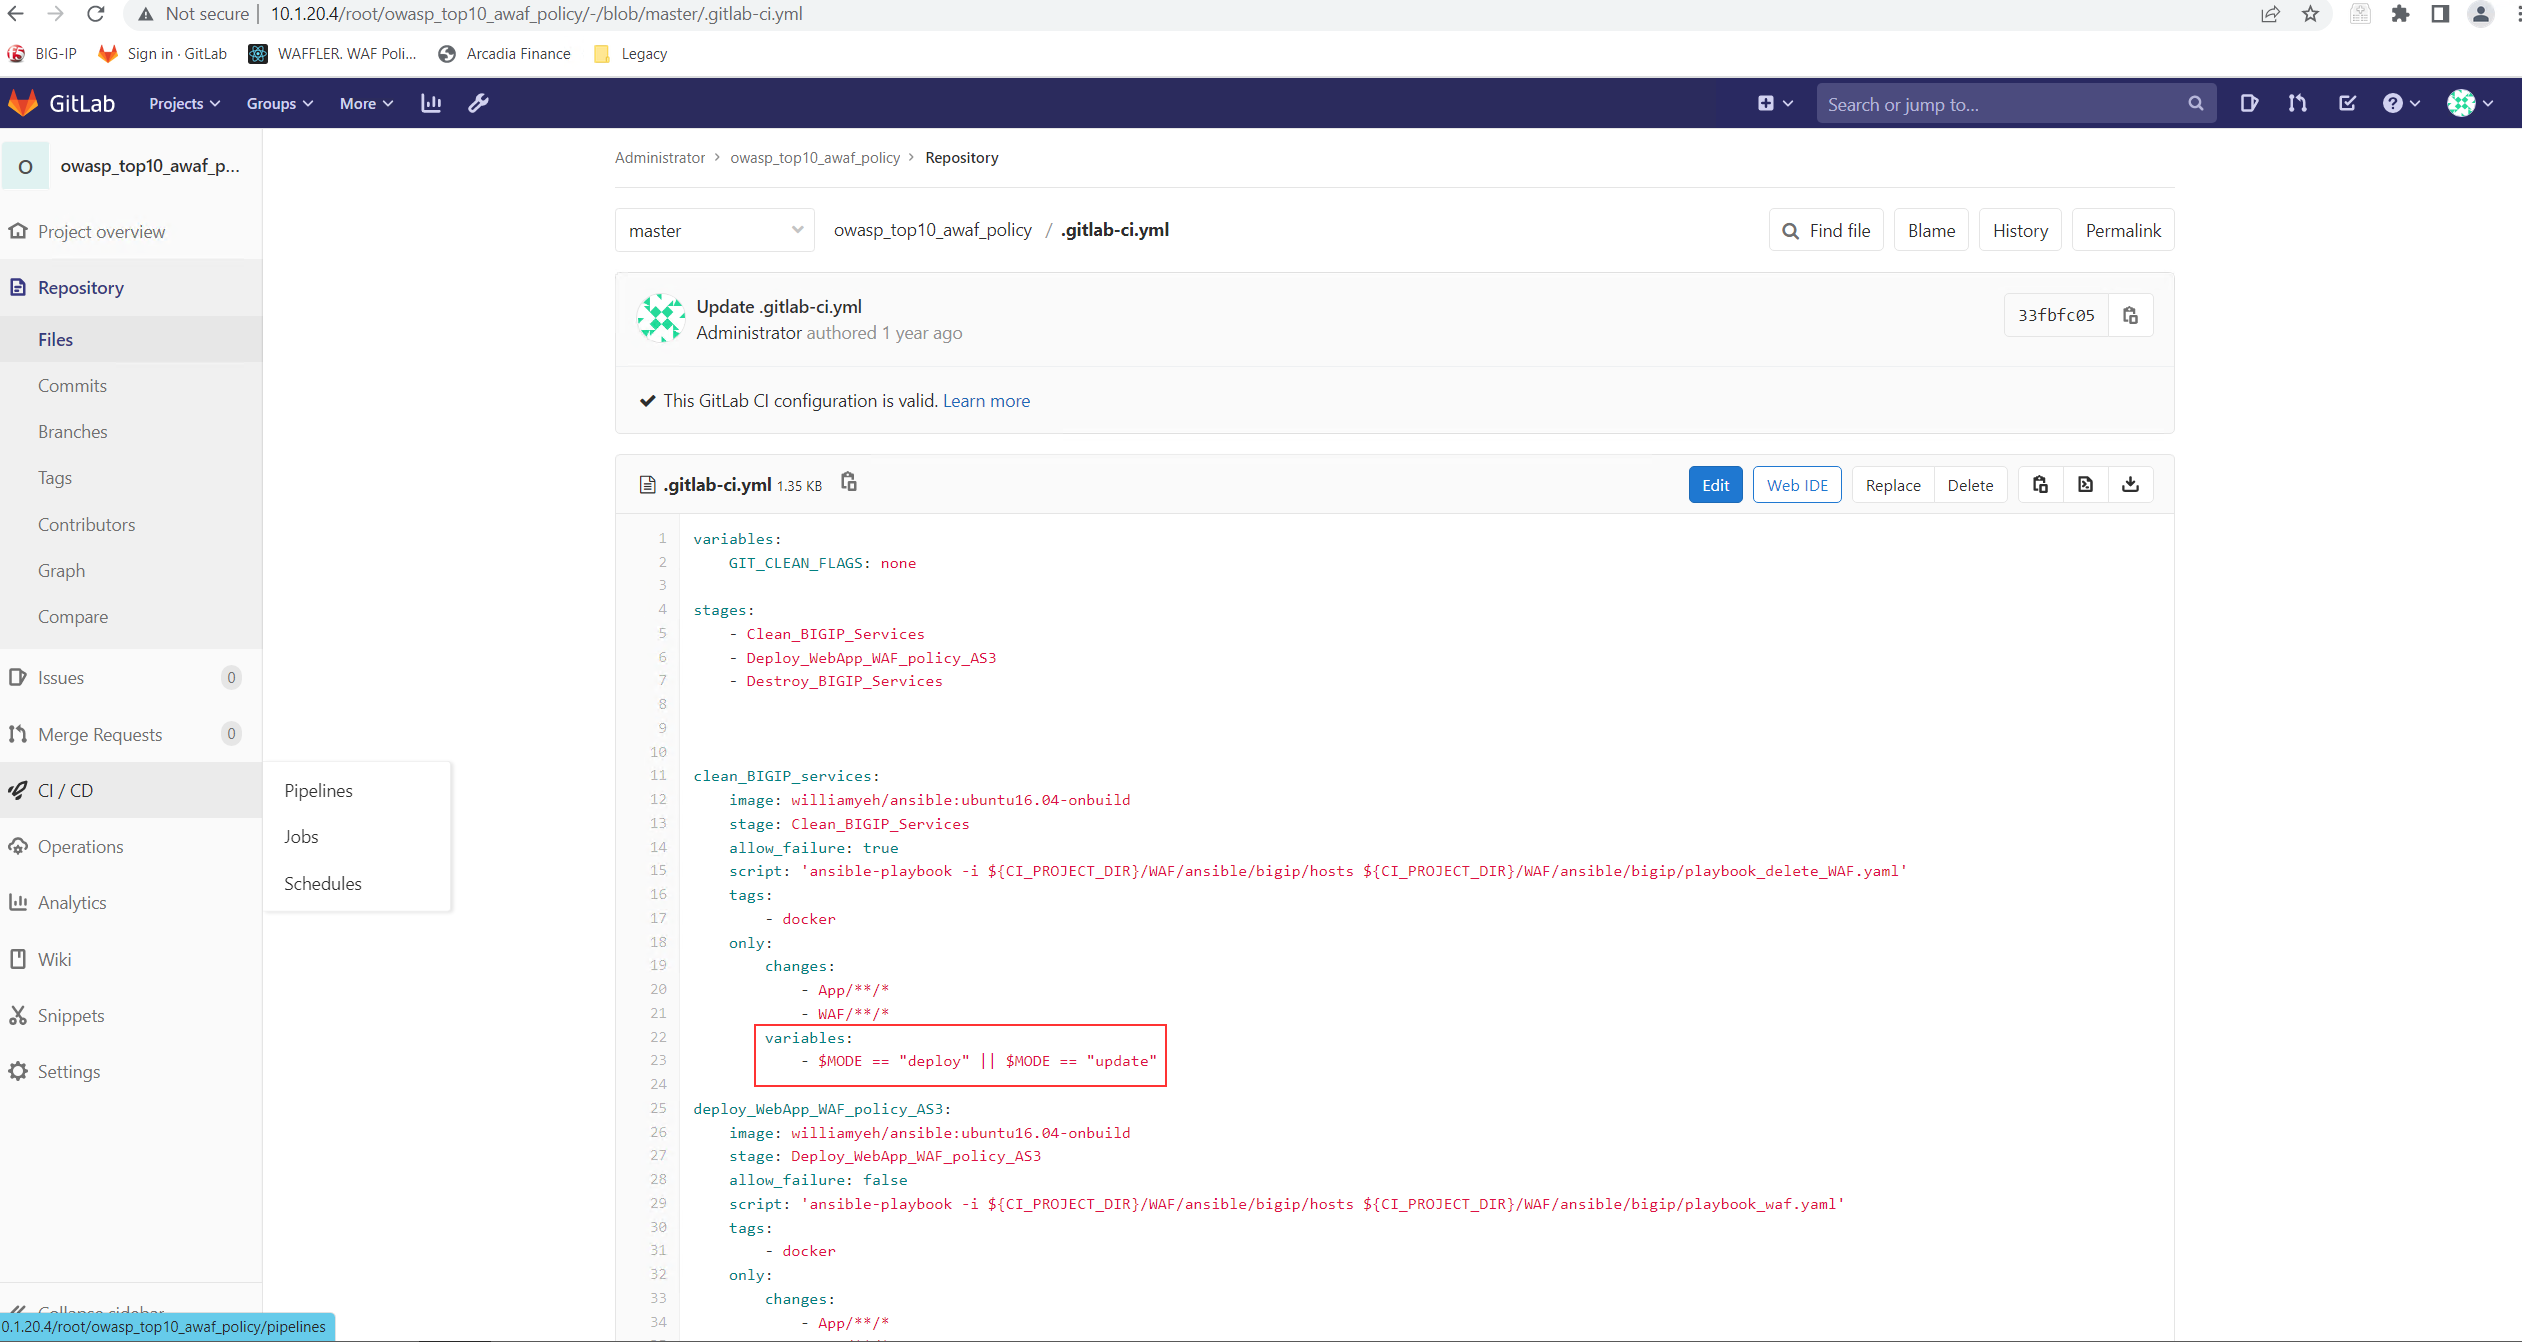 Not secure | 10.1.20.4/root/owasp_top10_awaf_policy/-/blob/master/.gitlab-ci.yml
BIG-IP Sign in · GitLab WAFFLER. WAF Poli... Arcadia Finance Legacy
GitLab Projects Groups More Search or jump to...
O owasp_top10_awaf_p...
Project overview
Repository
Files
Commits
Branches
Tags
Contributors
Graph
Compare
Issues 0
Merge Requests 0
CI / CD
Operations
Analytics
Wiki
Snippets
Settings
Pipelines
Jobs
Schedules
0.1.20.4/root/owasp_top10_awaf_policy/pipelines
Administrator > owasp_top10_awaf_policy > Repository
master owasp_top10_awaf_policy / .gitlab-ci.yml Find file Blame History Permalink
Update .gitlab-ci.yml
Administrator authored 1 year ago
33fbfc05
This GitLab CI configuration is valid. Learn more
.gitlab-ci.yml 1.35 KB Edit Web IDE Replace Delete
1 variables:
2 GIT_CLEAN_FLAGS: none
3
4 stages:
5 - Clean_BIGIP_Services
6 - Deploy_WebApp_WAF_policy_AS3
7 - Destroy_BIGIP_Services
8
9
10
11 clean_BIGIP_services:
12 image: williamyeh/ansible:ubuntu16.04-onbuild
13 stage: Clean_BIGIP_Services
14 allow_failure: true
15 script: 'ansible-playbook -i ${CI_PROJECT_DIR}/WAF/ansible/bigip/hosts ${CI_PROJECT_DIR}/WAF/ansible/bigip/playbook_delete_WAF.yaml'
16 tags:
17 - docker
18 only:
19 changes:
20 - App/**/*
21 - WAF/**/*
22 variables:
23 - $MODE == "deploy" || $MODE == "update"
24
25 deploy_WebApp_WAF_policy_AS3:
26 image: williamyeh/ansible:ubuntu16.04-onbuild
27 stage: Deploy_WebApp_WAF_policy_AS3
28 allow_failure: false
29 script: 'ansible-playbook -i ${CI_PROJECT_DIR}/WAF/ansible/bigip/hosts ${CI_PROJECT_DIR}/WAF/ansible/bigip/playbook_waf.yaml'
30 tags:
31 - docker
32 only:
33 changes:
34 - App/**/*